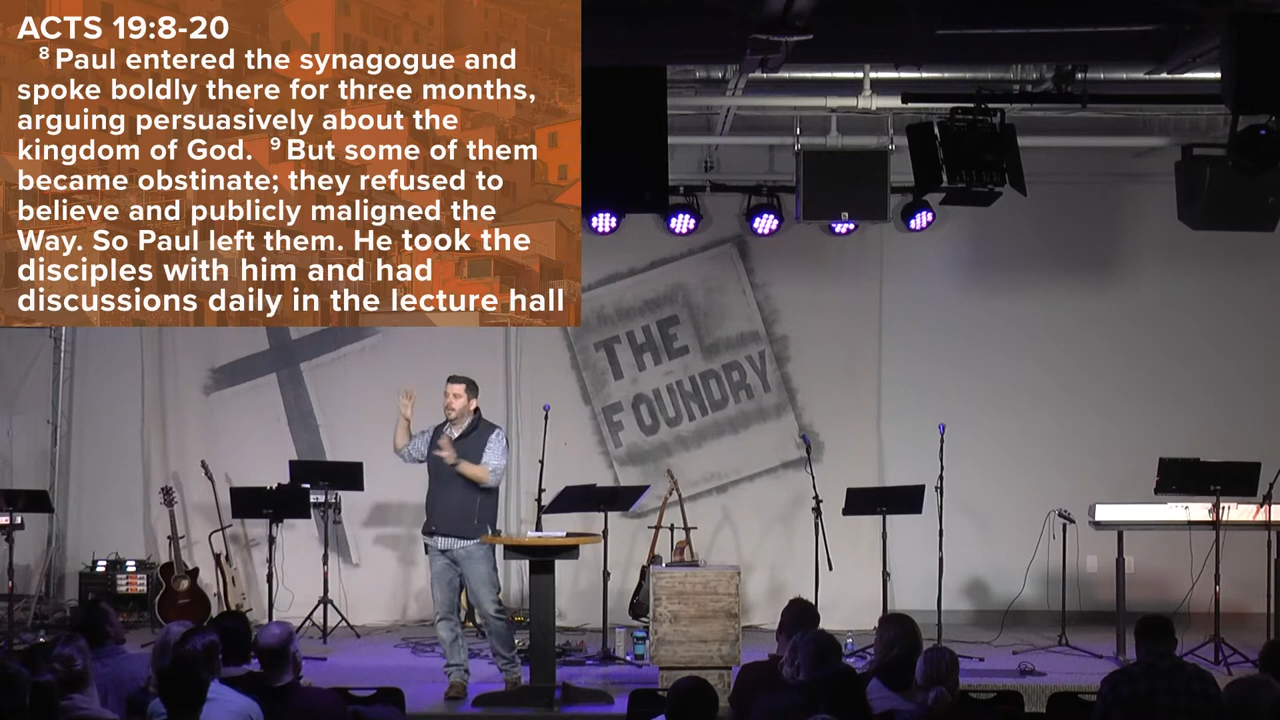 ACTS 19:8-20
⁸ Paul entered the synagogue and
spoke boldly there for three months,
arguing persuasively about the
kingdom of God. ⁹ But some of them
became obstinate; they refused to
believe and publicly maligned the
Way. So Paul left them. He took the
disciples with him and had
discussions daily in the lecture hall
THE
FOUNDRY